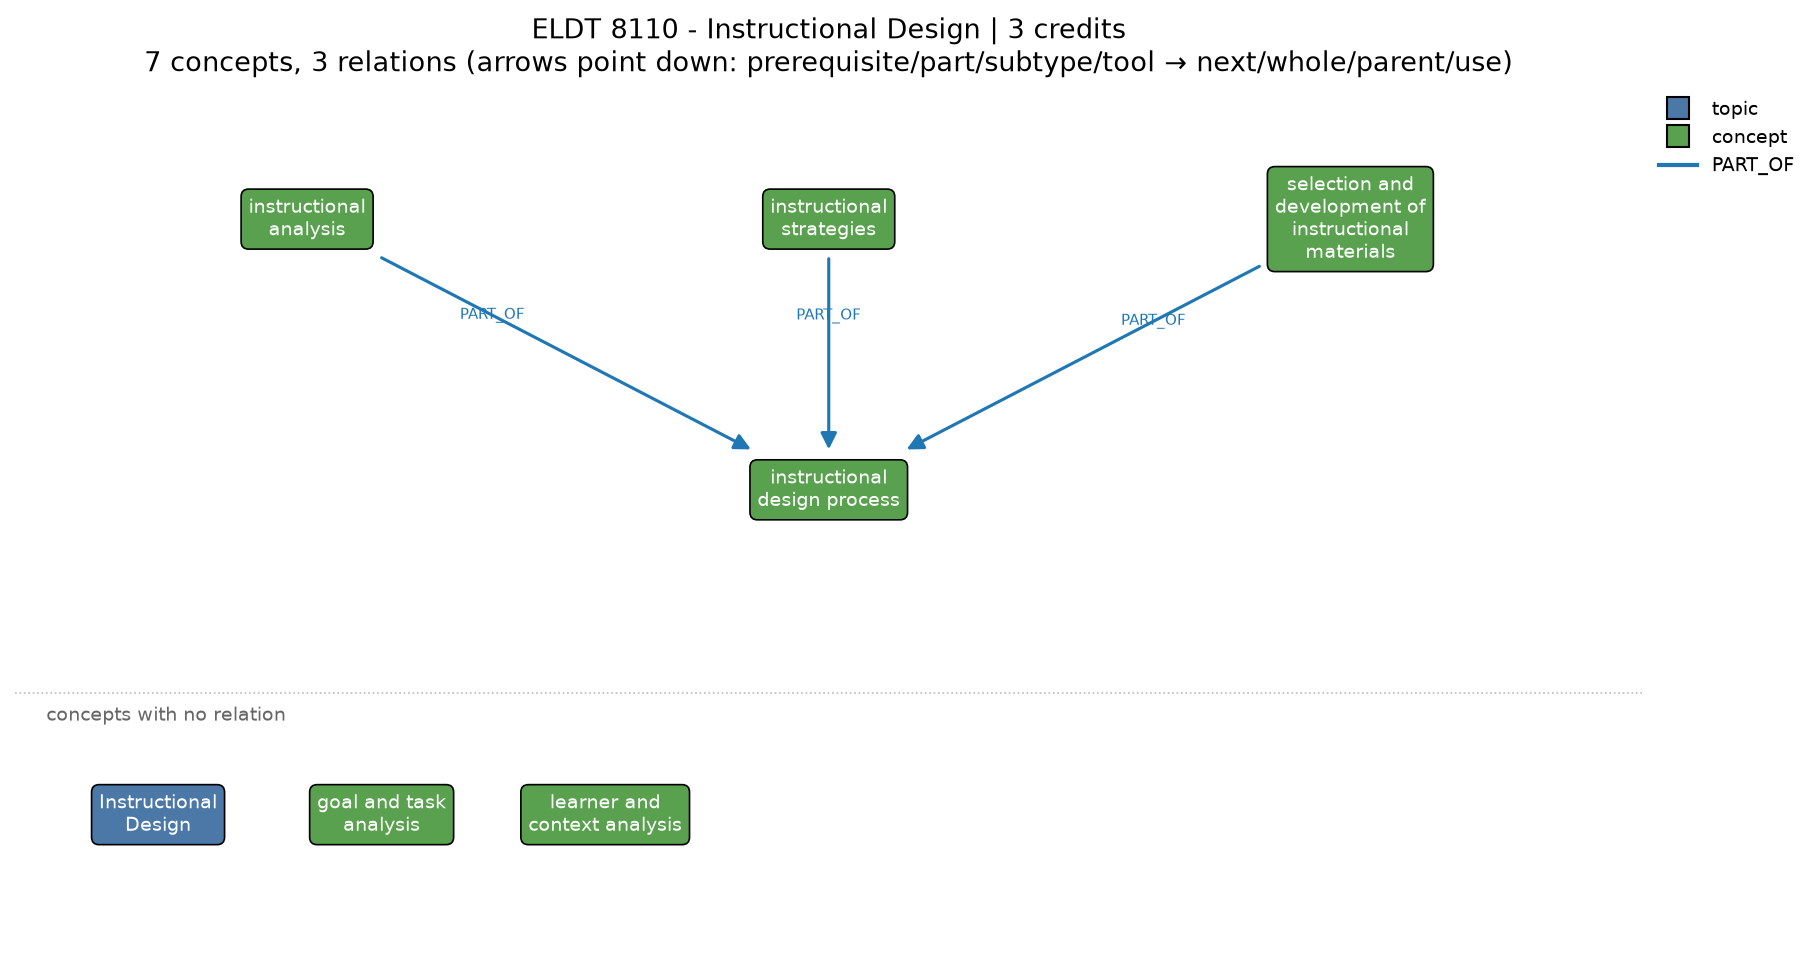 ELDT 8110 - Instructional Design | 3 credits
7 concepts, 3 relations (arrows point down: prerequisite/part/subtype/tool → next/whole/parent/use)
topic
concept
PART_OF
instructional
analysis
instructional
strategies
selection and
development of
instructional
materials
PART_OF
PART_OF
PART_OF
instructional
design process
concepts with no relation
Instructional
Design
goal and task
analysis
learner and
context analysis